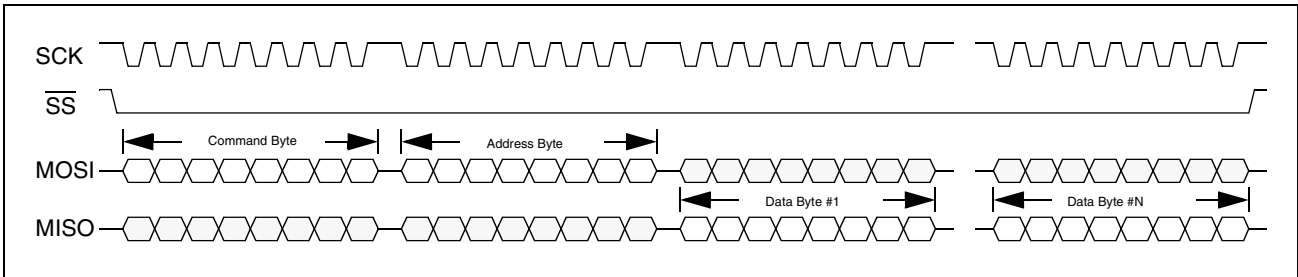 SCK
SS
Command Byte
Address Byte
MOSI
Data Byte #1
Data Byte #N
MISO